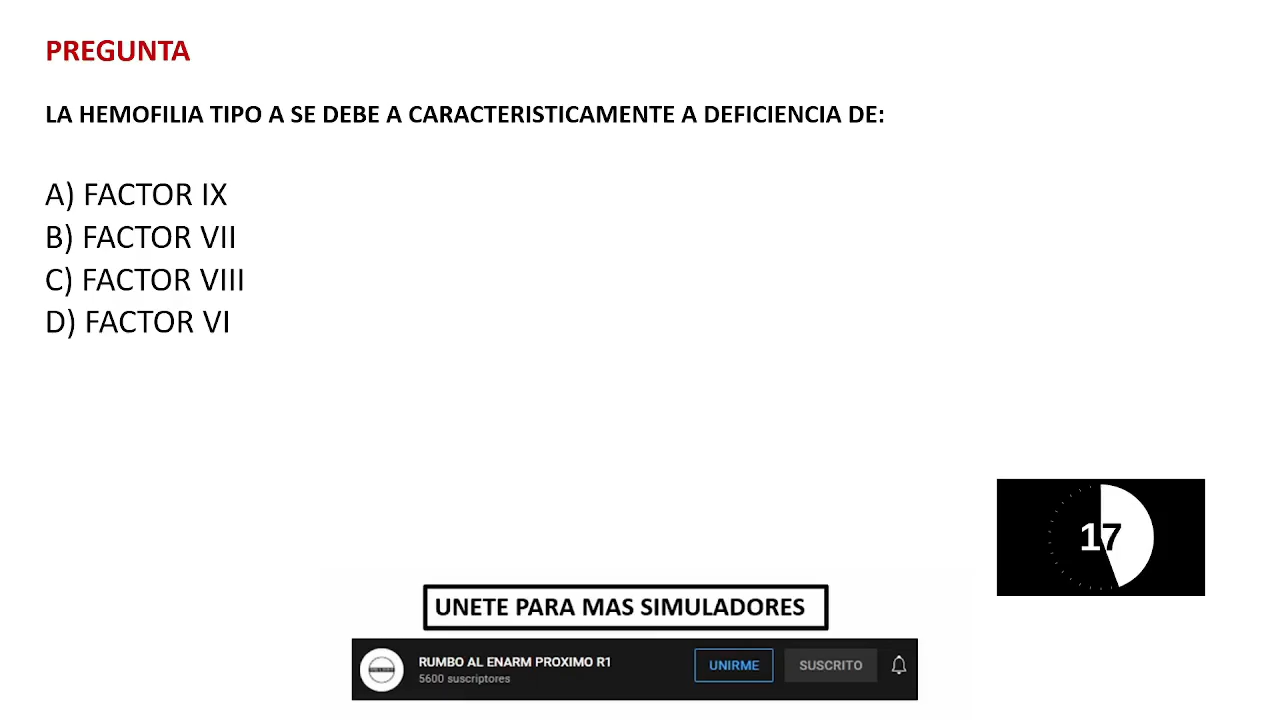 PREGUNTA
LA HEMOFILIA TIPO A SE DEBE A CARACTERISTICAMENTE A DEFICIENCIA DE:
A) FACTOR IX
B) FACTOR VII
C) FACTOR VIII
D) FACTOR VI
17
UNETE PARA MAS SIMULADORES
RUMBO AL ENARM PROXIMO R1
5600 suscriptores
UNIRME
SUSCRITO